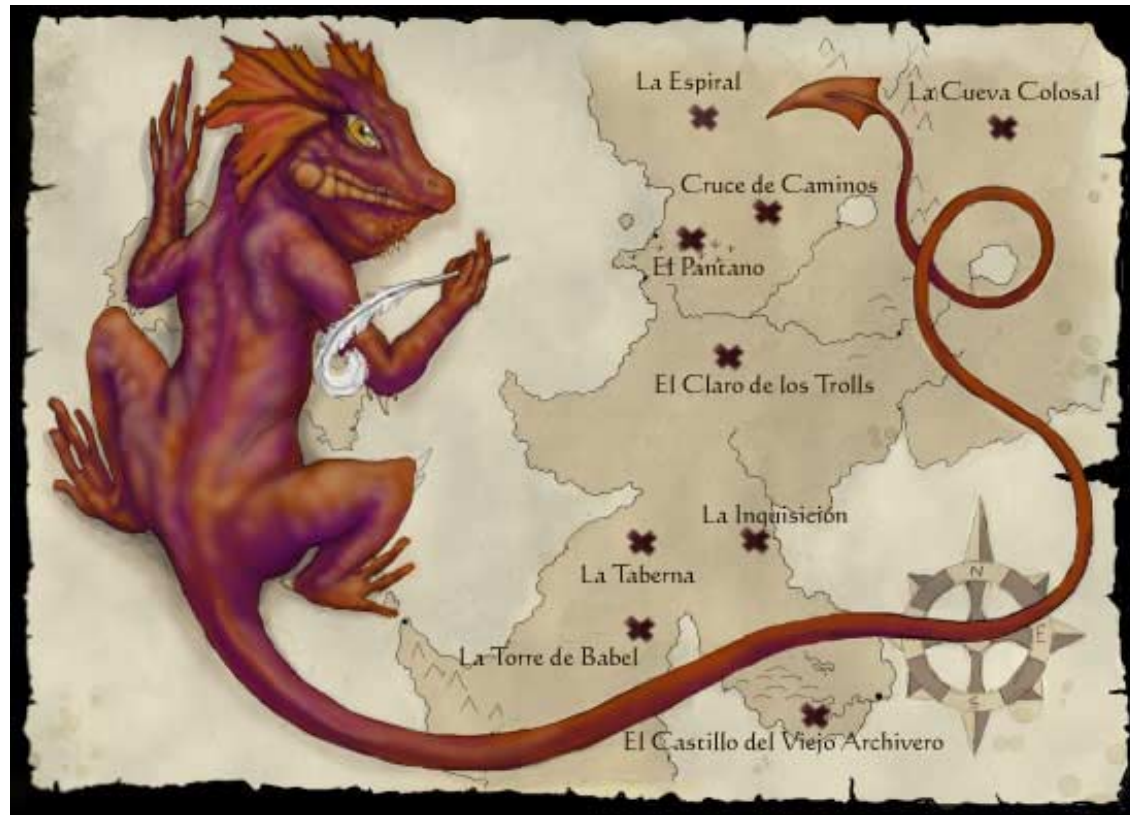 La Espiral
La Cueva Colosal
Cruce de Caminos
El Pantano
El Claro de los Trolls
La Inquisición
La Taberna
La Torre de Babel
El Castillo del Viejo Archivero
N
E
S